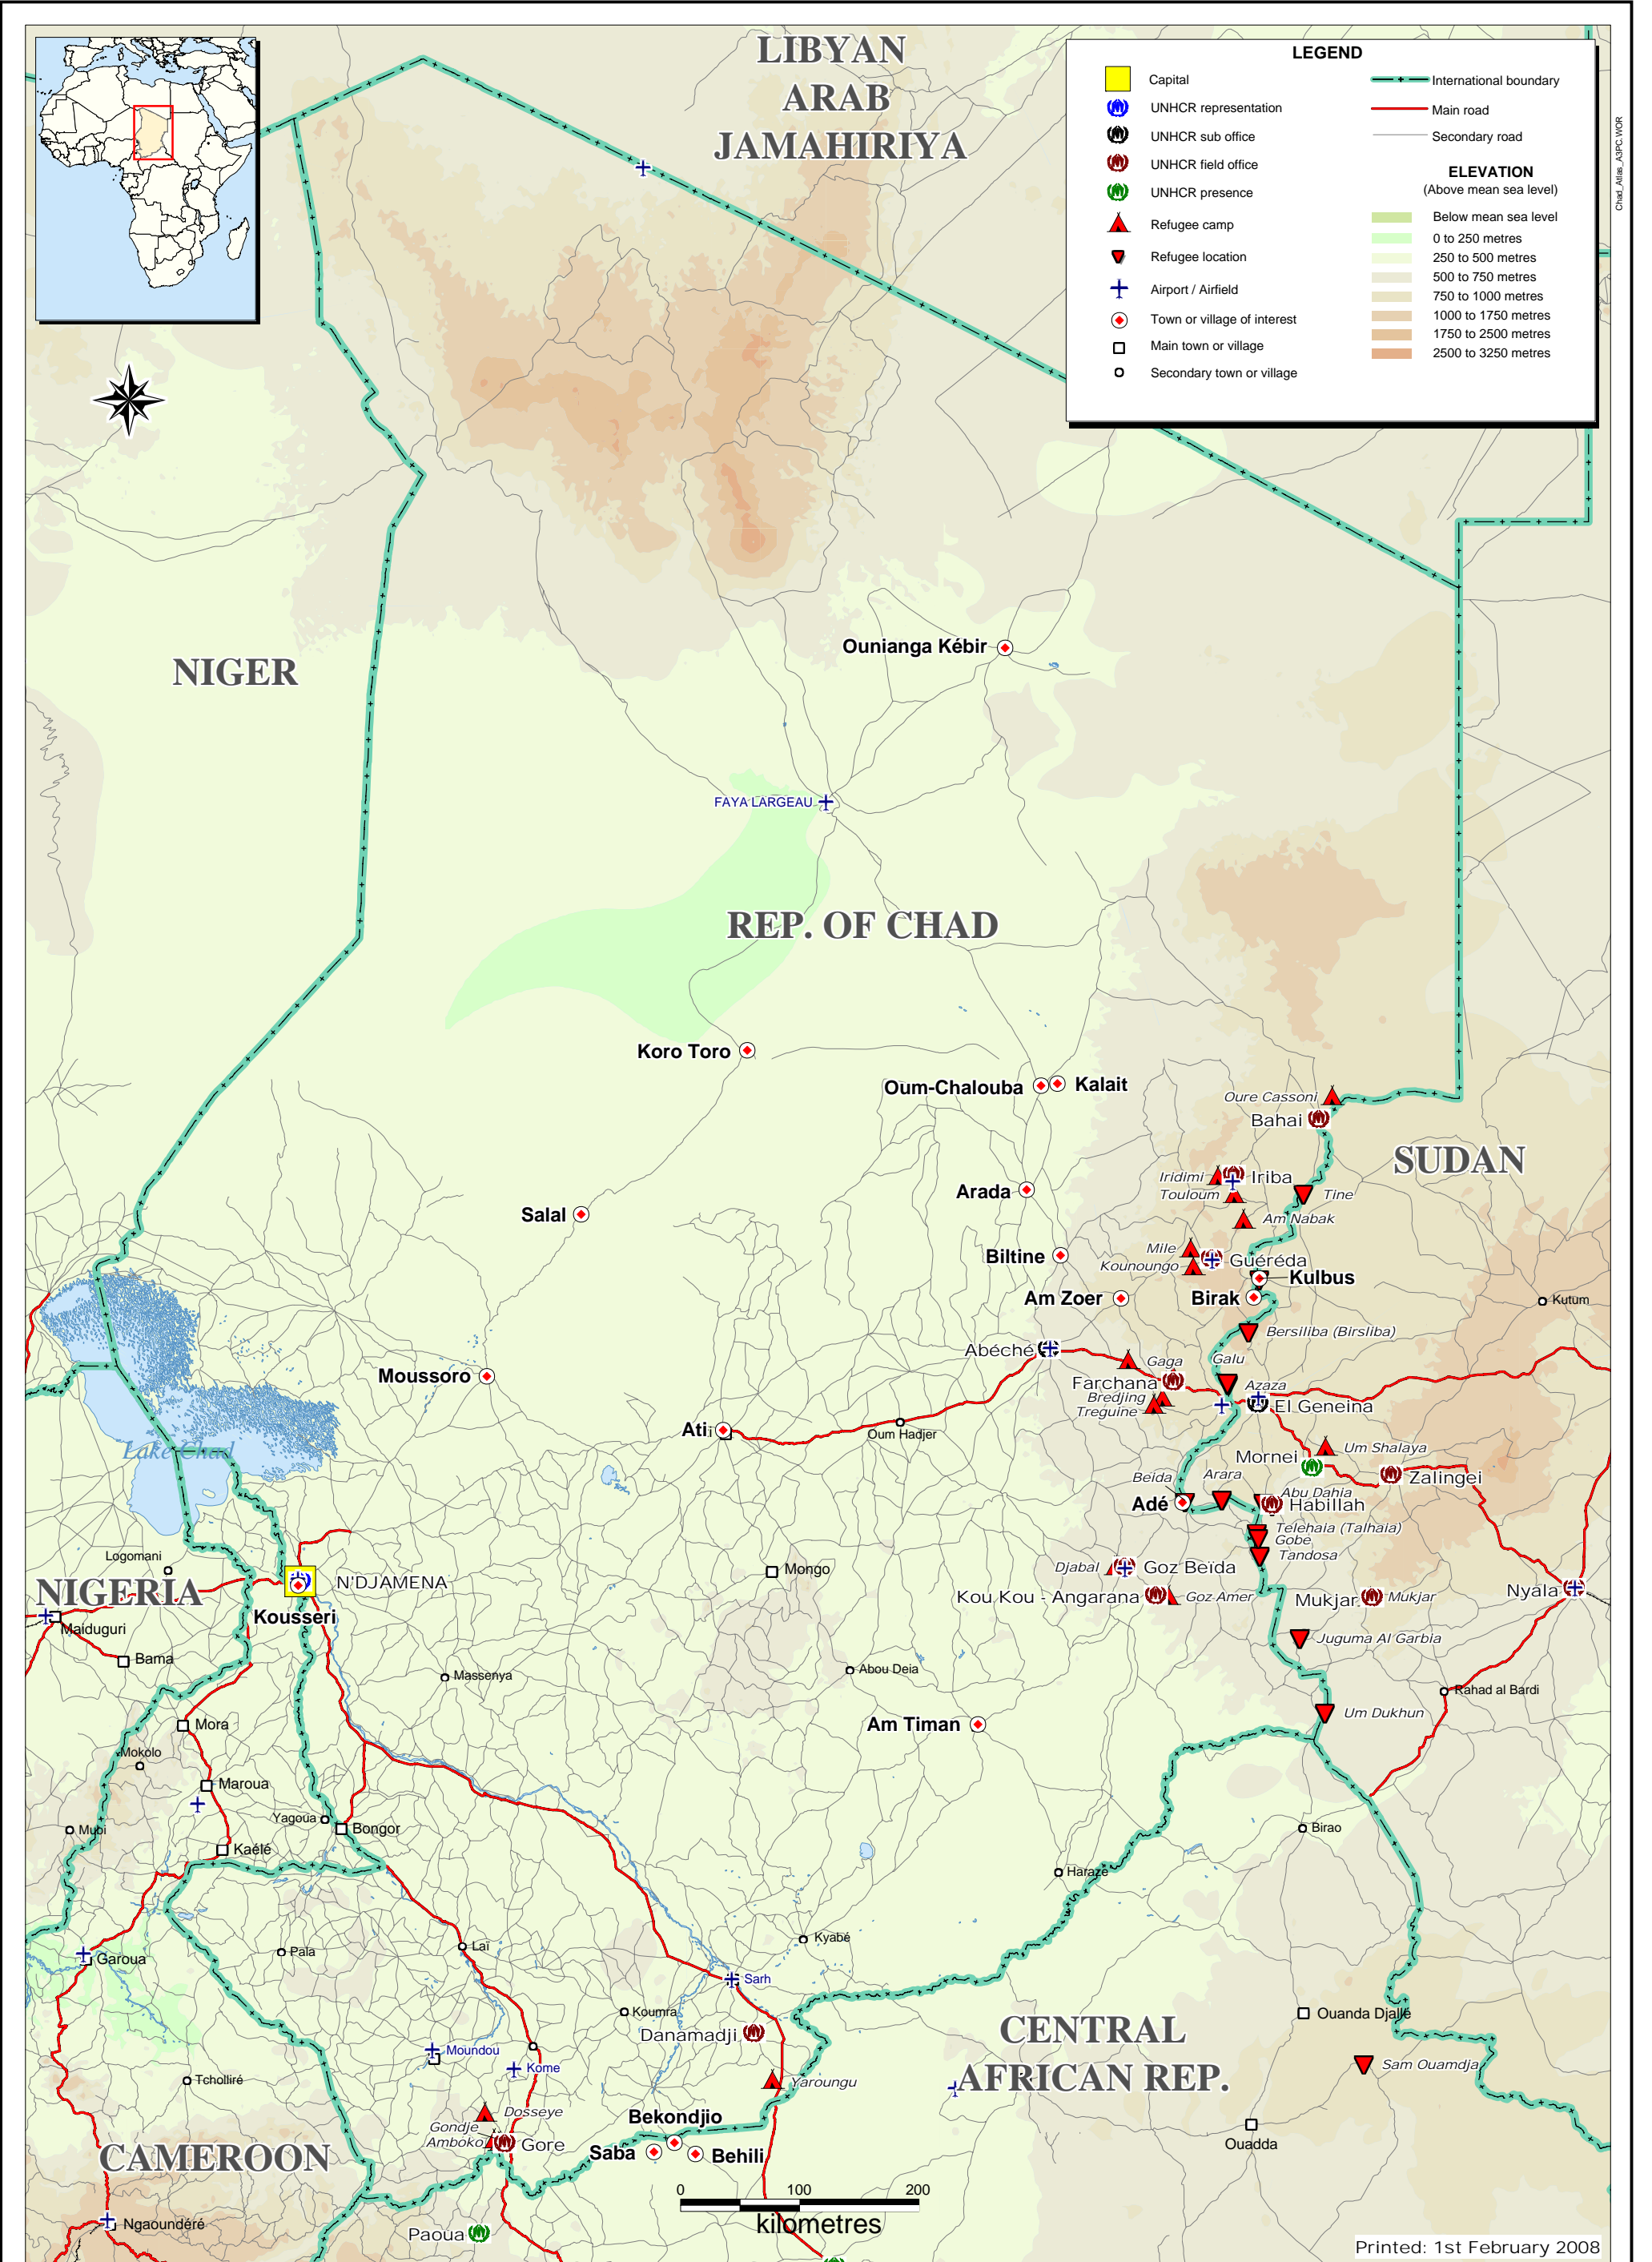 LIBYAN
ARAB
JAMAHIRIYA
LEGEND
Capital
UNHCR representation
UNHCR sub office
UNHCR field office
UNHCR presence
Refugee camp
Refugee location
Airport / Airfield
Town or village of interest
Main town or village
Secondary town or village
International boundary
Main road
Secondary road
ELEVATION
(Above mean sea level)
Below mean sea level
0 to 250 metres
250 to 500 metres
500 to 750 metres
750 to 1000 metres
1000 to 1750 metres
1750 to 2500 metres
2500 to 3250 metres
Chad_Atlas_A3PC.WOR
Ounianga Kébir
NIGER
FAYA LARGEAU
REP. OF CHAD
Koro Toro
Oum-Chalouba
Kalait
Oure Cassoni
Bahai
SUDAN
Iridimi
Iriba
Touloum
Tine
Arada
Salal
Am Nabak
Mile
Biltine
Guéréda
Kounoungo
Kulbus
Am Zoer
Birak
Kutum
Bersiliba (Birsliba)
Abéché
Gaga
Galu
Moussoro
Farchana
Azaza
Bredjing
El Geneina
Treguine
Ati
Oum Hadjer
Lake Chad
Um Shalaya
Mornei
Zalingei
Beida
Arara
Abu Dahia
Adé
Habillah
Telehaia (Talhaia)
Gobe
Tandosa
Logomani
Mongo
Djabal
Goz Beïda
NIGERIA
N'DJAMENA
Kou Kou - Angarana
Goz Amer
Mukjar
Mukjar
Nyala
Kousseri
Maiduguri
Juguma Al Garbia
Bama
Massenya
Abou Deia
Rahad al Bardi
Um Dukhun
Mora
Am Timan
Mokolo
Maroua
Yagoua
Bongor
Mubi
Birao
Kaélé
Haraze
Kyabé
Laï
Pala
Garoua
Sarh
Koumra
Ouanda Djallé
Danamadji
CENTRAL
AFRICAN REP.
Moundou
Kome
Sam Ouamdja
Tcholliré
Yaroungu
Dosseye
Bekondjio
Gondje
Amboko
Gore
Ouadda
Saba
Behili
CAMEROON
0 100 200
kilometres
Ngaoundéré
Paoua
Printed: 1st February 2008